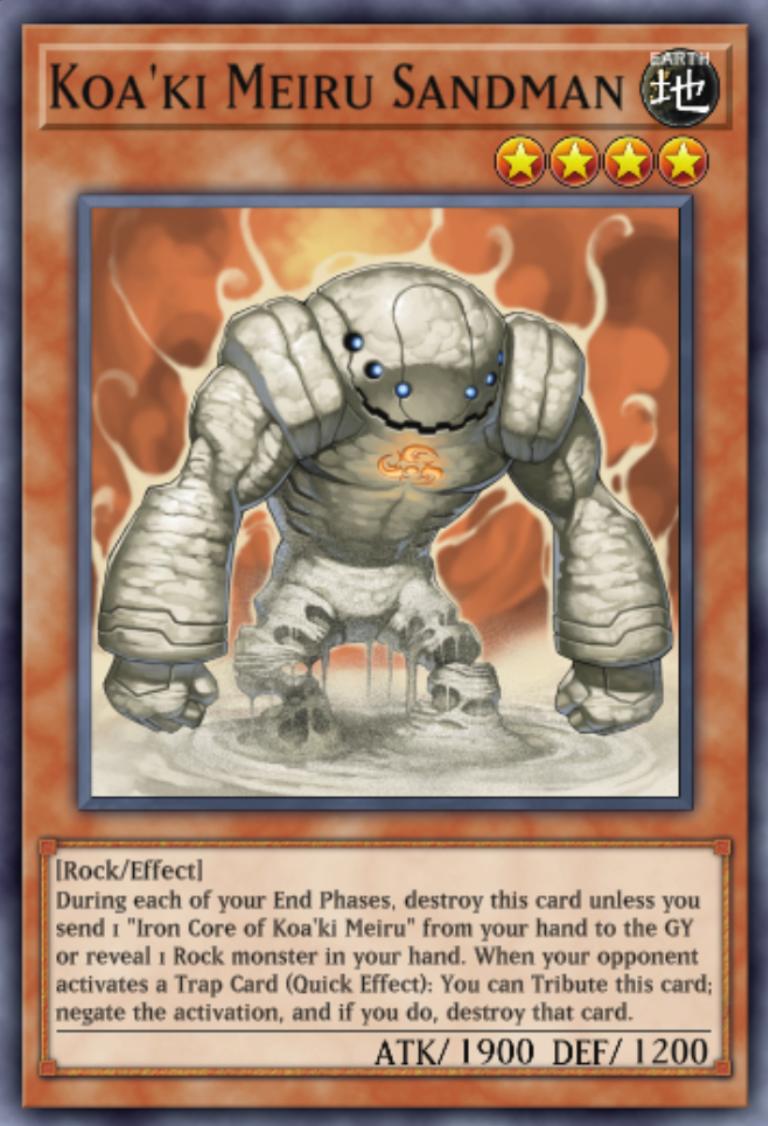 Koa'ki Meiru Sandman
EARTH
地
[Rock/Effect]
During each of your End Phases, destroy this card unless you
send 1 "Iron Core of Koa'ki Meiru" from your hand to the GY
or reveal 1 Rock monster in your hand. When your opponent
activates a Trap Card (Quick Effect): You can Tribute this card;
negate the activation, and if you do, destroy that card.
ATK/ 1900 DEF/ 1200